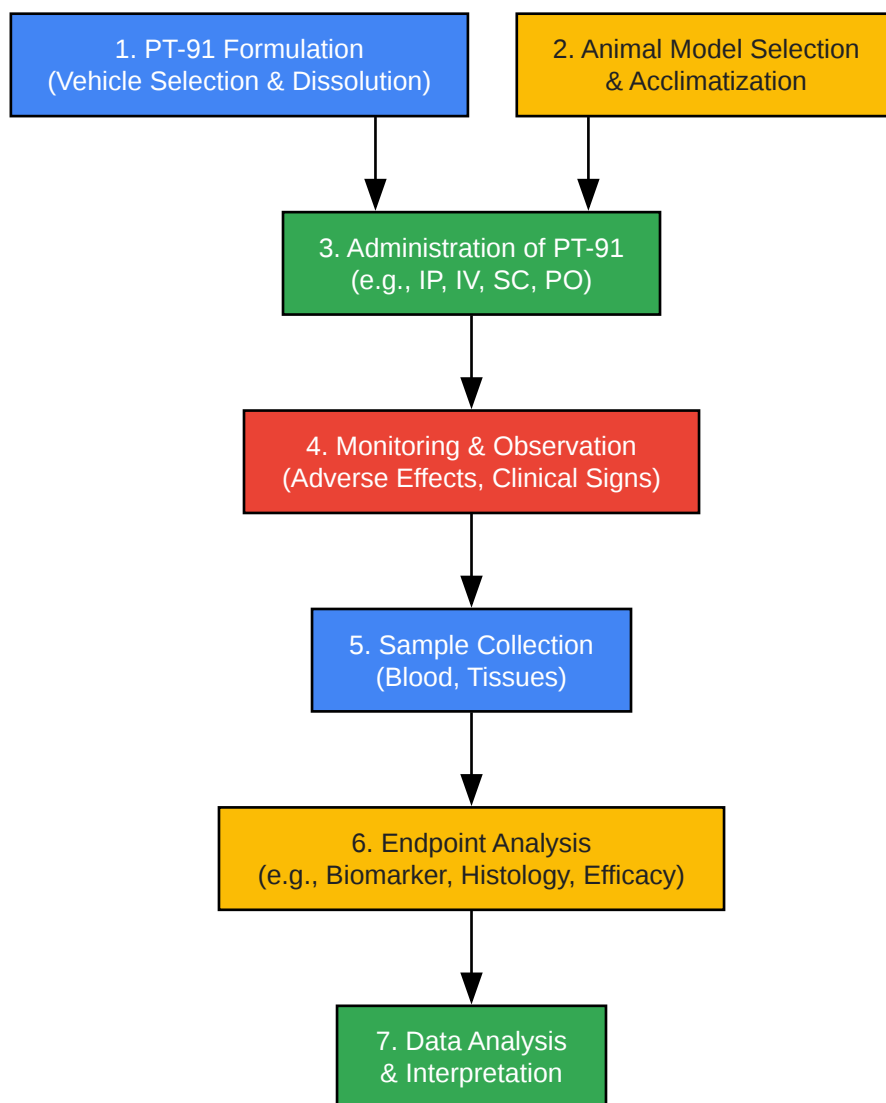 1. PT-91 Formulation
(Vehicle Selection & Dissolution)
2. Animal Model Selection
& Acclimatization
3. Administration of PT-91
(e.g., IP, IV, SC, PO)
4. Monitoring & Observation
(Adverse Effects, Clinical Signs)
5. Sample Collection
(Blood, Tissues)
6. Endpoint Analysis
(e.g., Biomarker, Histology, Efficacy)
7. Data Analysis
& Interpretation